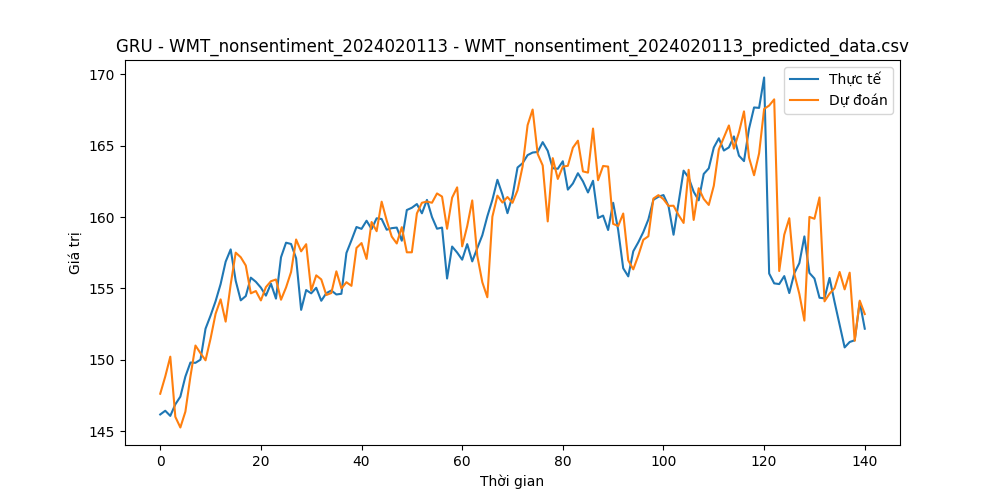 GRU - WMT_nonsentiment_2024020113 - WMT_nonsentiment_2024020113_predicted_data.csv
Thực tế
Dự đoán
Giá trị
170
165
160
155
150
145
0 20 40 60 80 100 120 140
Thời gian